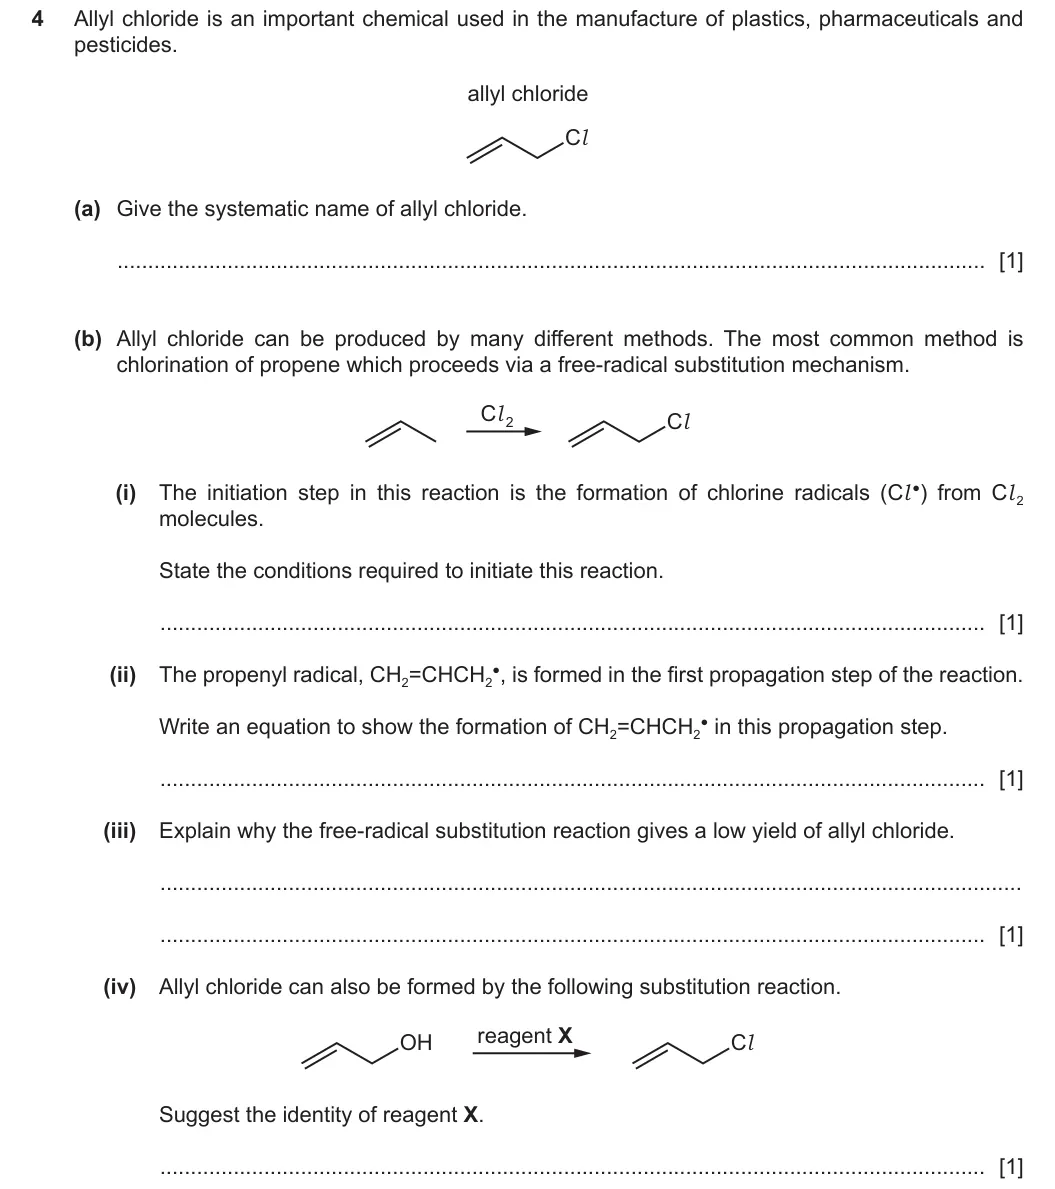 4 Allyl chloride is an important chemical used in the manufacture of plastics, pharmaceuticals and
pesticides.
allyl chloride
Cl
(a) Give the systematic name of allyl chloride.
.............................................................................................................................................. [1]
(b) Allyl chloride can be produced by many different methods. The most common method is
chlorination of propene which proceeds via a free-radical substitution mechanism.
Cl₂
Cl
(i) The initiation step in this reaction is the formation of chlorine radicals (Cl•) from Cl₂
molecules.
State the conditions required to initiate this reaction.
....................................................................................................................................... [1]
(ii) The propenyl radical, CH₂=CHCH₂•, is formed in the first propagation step of the reaction.
Write an equation to show the formation of CH₂=CHCH₂• in this propagation step.
....................................................................................................................................... [1]
(iii) Explain why the free-radical substitution reaction gives a low yield of allyl chloride.
.............................................................................................................................................
....................................................................................................................................... [1]
(iv) Allyl chloride can also be formed by the following substitution reaction.
OH reagent X Cl
Suggest the identity of reagent X.
....................................................................................................................................... [1]